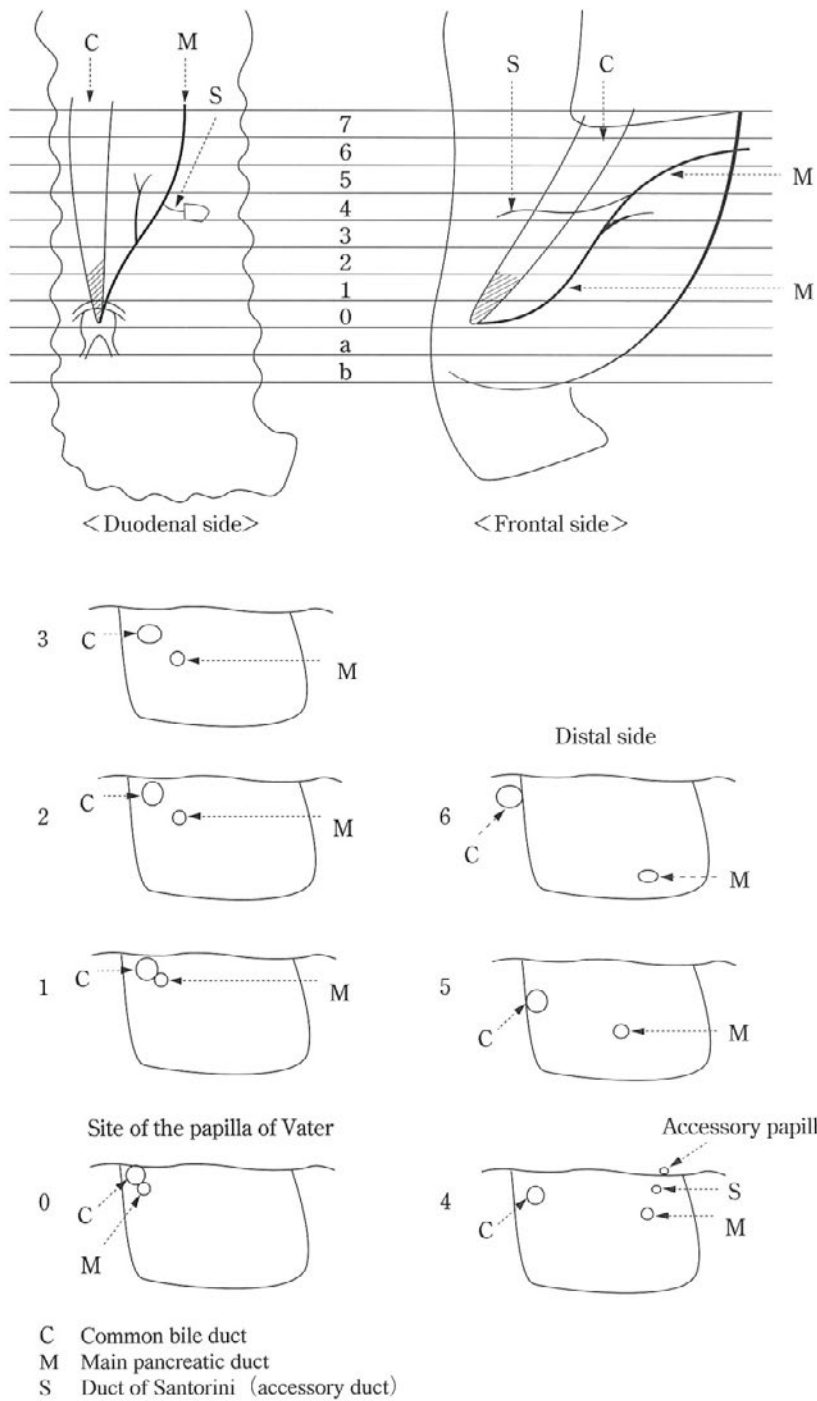 C M S
S C
M
M
7
6
5
4
3
2
1
0
a
b
<Duodenal side>
<Frontal side>
3 C M
2 C M
1 C M
Site of the papilla of Vater
0 C M
Distal side
6 C M
5 C M
Accessory papill
4 C S M
C Common bile duct
M Main pancreatic duct
S Duct of Santorini (accessory duct)